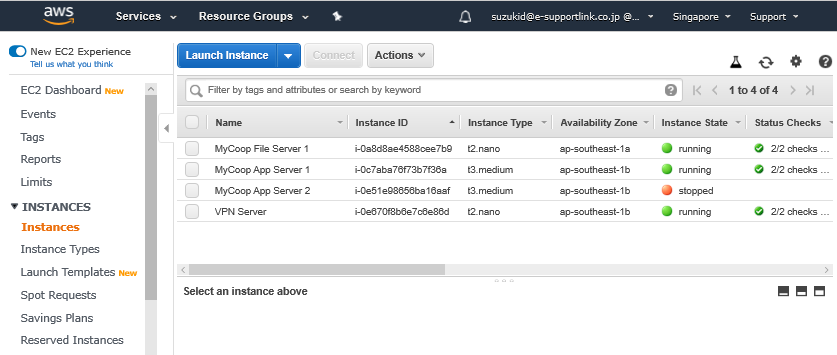 aws Services Resource Groups suzukid@e-supportlink.co.jp @... Singapore Support
New EC2 Experience
Tell us what you think
EC2 Dashboard New
Events
Tags
Reports
Limits
INSTANCES
Instances
Instance Types
Launch Templates New
Spot Requests
Savings Plans
Reserved Instances
Launch Instance Connect Actions
Filter by tags and attributes or search by keyword 1 to 4 of 4
Name Instance ID Instance Type Availability Zone Instance State Status Checks
MyCoop File Server 1 i-0a8d8ae4588cee7b9 t2.nano ap-southeast-1a running 2/2 checks ...
MyCoop App Server 1 i-0c7aba76f73b7f36a t3.medium ap-southeast-1b running 2/2 checks ...
MyCoop App Server 2 i-0e51e98656ba16aaf t3.medium ap-southeast-1b stopped
VPN Server i-0e670f8b6e7c6e86d t2.nano ap-southeast-1b running 2/2 checks ...
Select an instance above